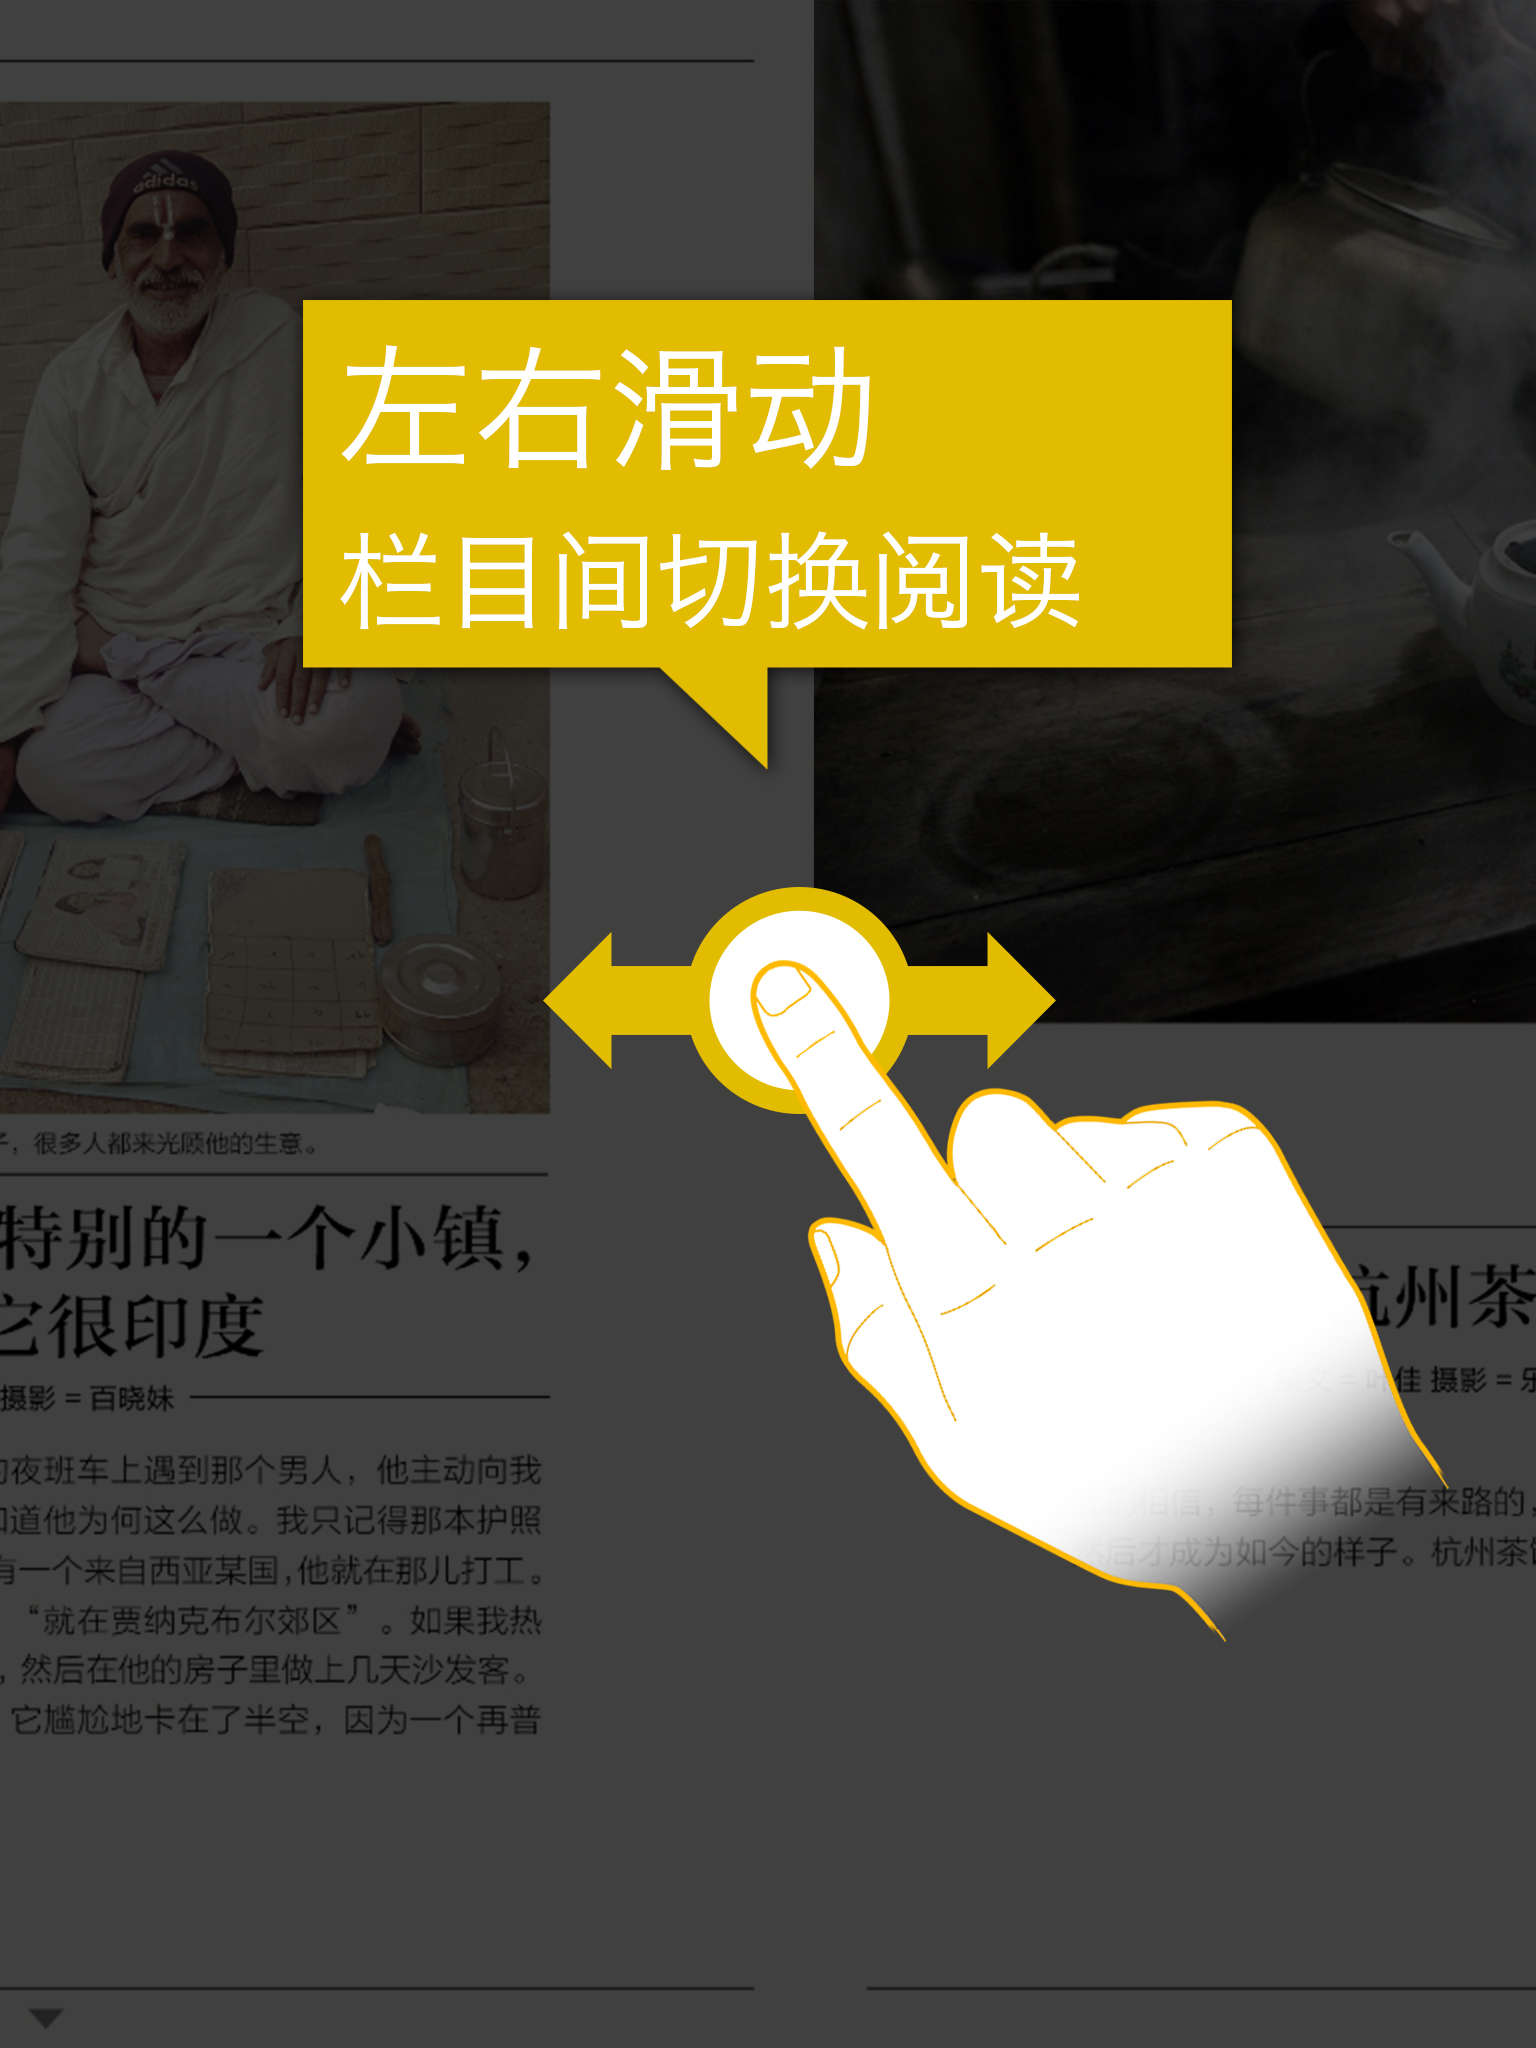 adidas
左右滑动
栏目间切换阅读
子，很多人都来光顾他的生意。
特别的一个小镇，
它很印度
摄影 = 百晓妹
的夜班车上遇到那个男人，他主动向我
知道他为何这么做。我只记得那本护照
有一个来自西亚某国，他就在那儿打工。
“就在贾纳克布尔郊区”。如果我热
，然后在他的房子里做上几天沙发客。
它尴尬地卡在了半空，因为一个再普
杭州茶
文 = 叶佳 摄影 = 乐
相信，每件事都是有来路的，
然后才成为如今的样子。杭州茶馆